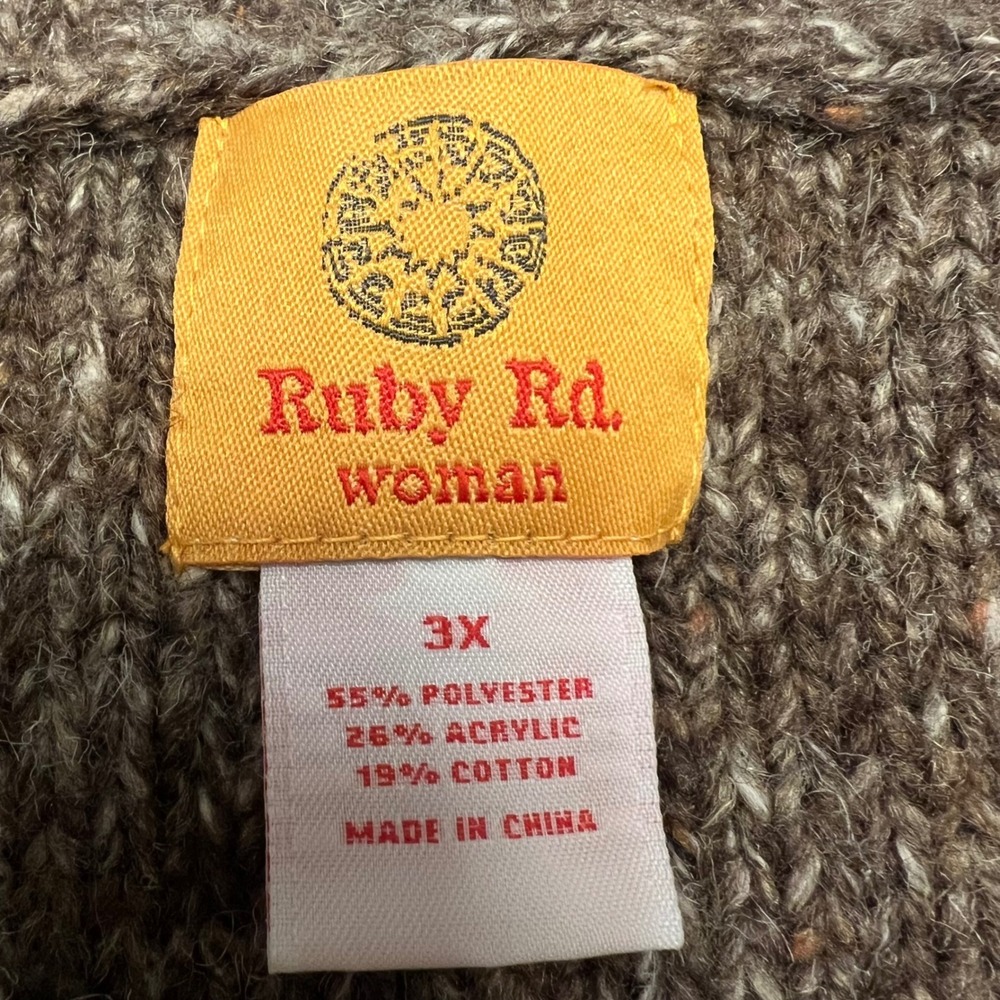 Ruby Rd.
woman
3X
55% POLYESTER
26% ACRYLIC
19% COTTON
MADE IN CHINA